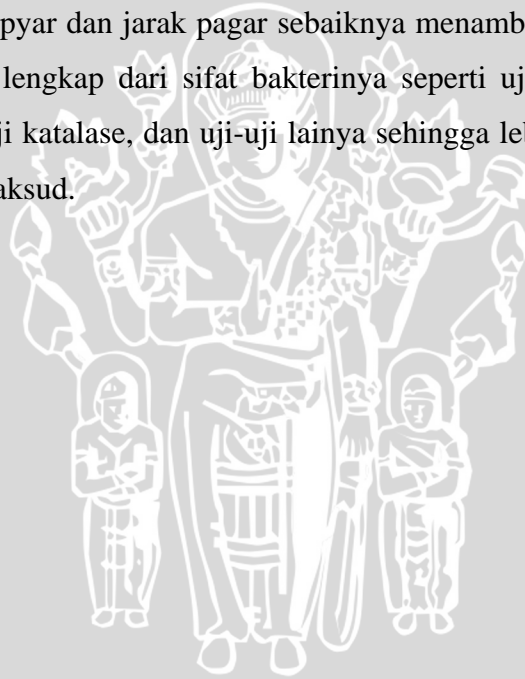 pyar dan jarak pagar sebaiknya menamb
lengkap dari sifat bakterinya seperti uj
ji katalase, dan uji-uji lainya sehingga le
aksud.